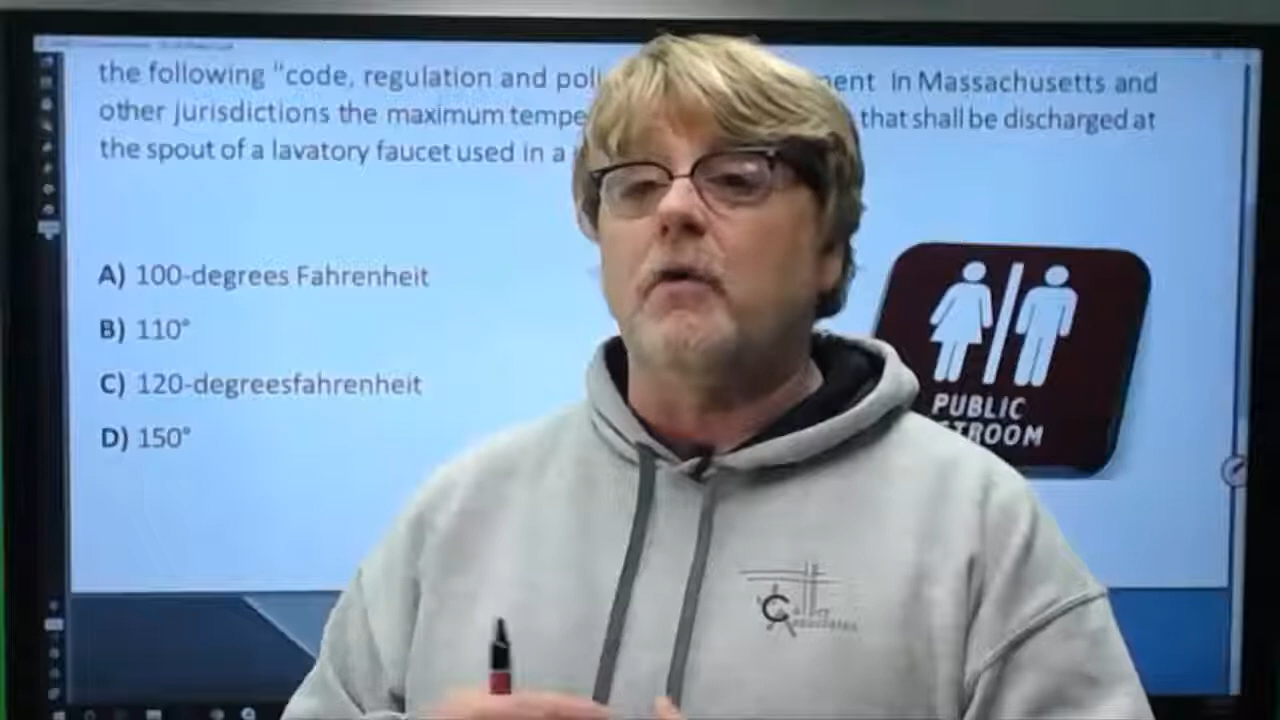 the following "code, regulation and poli ent In Massachusetts and
other jurisdictions the maximum tempe that shall be discharged at
the spout of a lavatory faucet used in a
A) 100-degrees Fahrenheit
B) 110°
C) 120-degreesfahrenheit
D) 150°
PUBLIC
STROOM